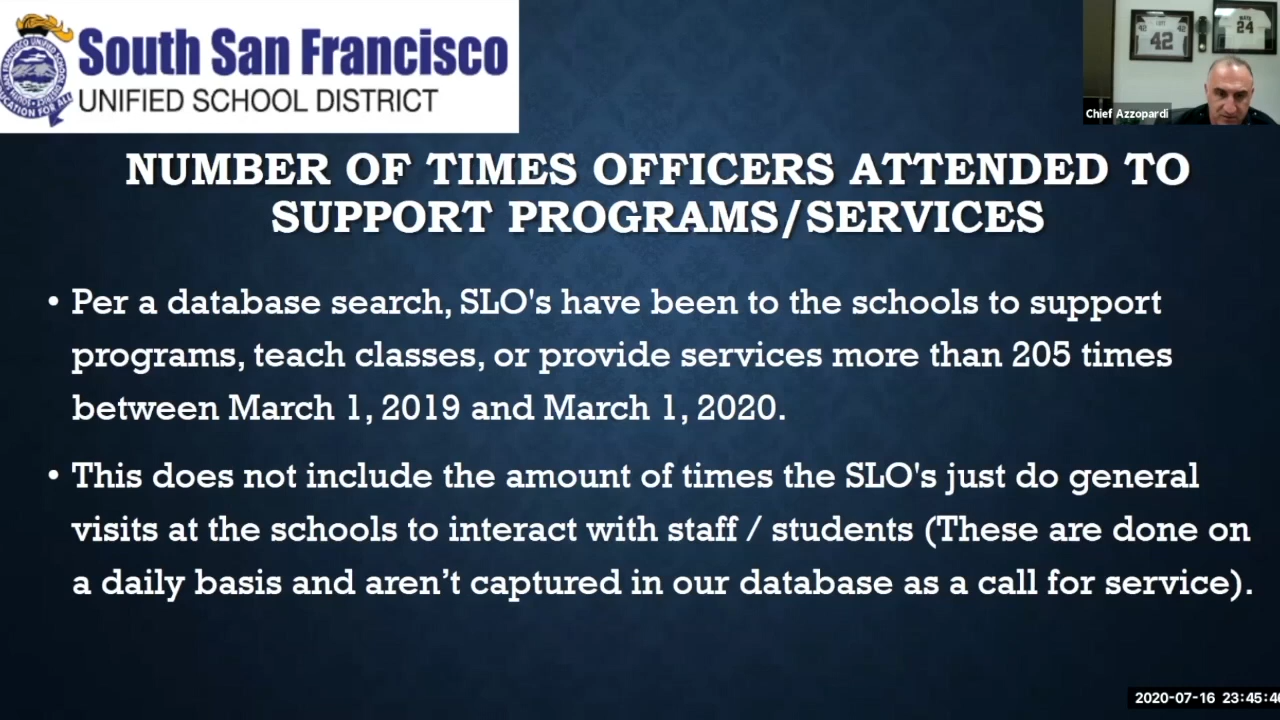 South San Francisco
UNIFIED SCHOOL DISTRICT
42
24
Chief Azzopardi
NUMBER OF TIMES OFFICERS ATTENDED TO
SUPPORT PROGRAMS/SERVICES
• Per a database search, SLO's have been to the schools to support
programs, teach classes, or provide services more than 205 times
between March 1, 2019 and March 1, 2020.
• This does not include the amount of times the SLO's just do general
visits at the schools to interact with staff / students (These are done on
a daily basis and aren’t captured in our database as a call for service).
2020-07-16 23:45:4